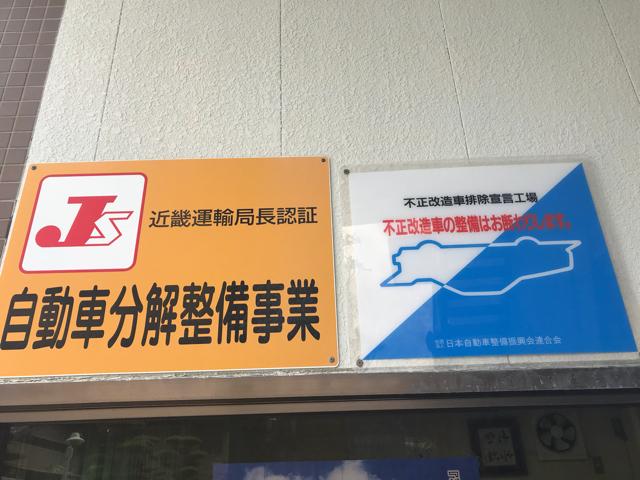 JS
近畿運輸局長認証
自動車分解整備事業
不正改造車排除宣言工場
不正改造車の整備はお断わりします。
日本自動車整備振興会連合会